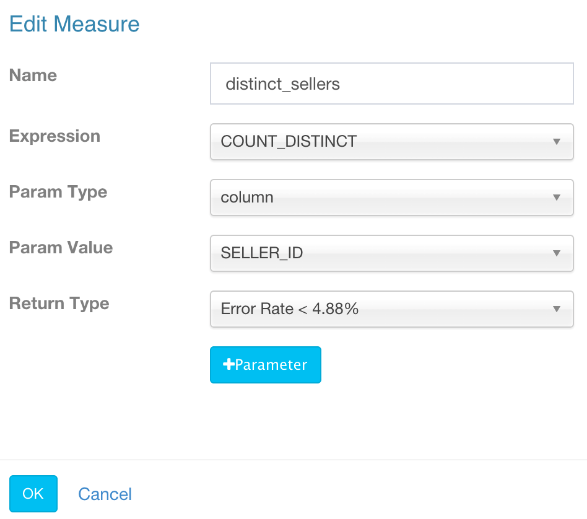 Edit Measure
Name
distinct_sellers
Expression
COUNT_DISTINCT
Param Type
column
Param Value
SELLER_ID
Return Type
Error Rate < 4.88%
+Parameter
OK
Cancel